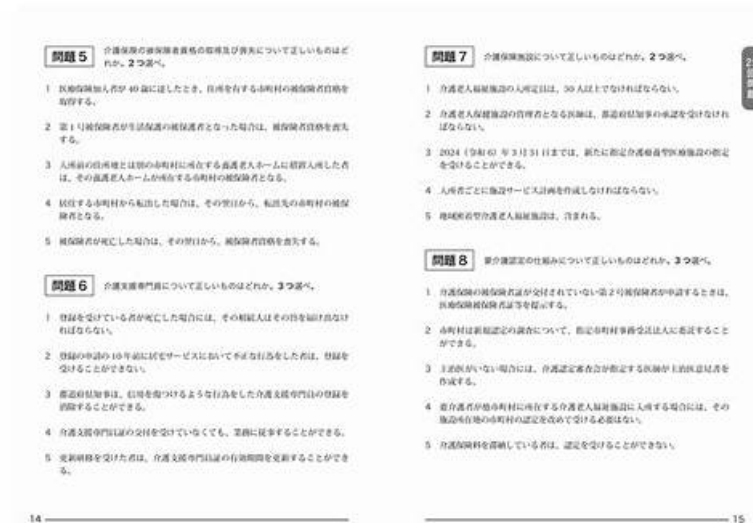 問題5 介護保険の被保険者資格の取得及び喪失について正しいものはど
れか。2つ選べ。
1 医療保険加入者が40歳に達したとき、住所を有する市町村の被保険者資格を
取得する。
2 第1号被保険者が生活保護の被保護者となった場合は、被保険者資格を喪失
する。
3 入所前の住所地とは別の市町村に所在する養護老人ホームに措置入所した者
は、その養護老人ホームが所在する市町村の被保険者となる。
4 居住する市町村から転出した場合は、その翌日から、転出先の市町村の被保
険者となる。
5 被保険者が死亡した場合は、その翌日から、被保険者資格を喪失する。
問題6 介護支援専門員について正しいものはどれか。3つ選べ。
1 登録を受けている者が死亡した場合には、その相続人はその旨を届け出なけ
ればならない。
2 登録の申請の10年前に居宅サービスにおいて不正な行為をした者は、登録を
受けることができない。
3 都道府県知事は、信用を傷つけるような行為をした介護支援専門員の登録を
消除することができる。
4 介護支援専門員証の交付を受けていなくても、業務に従事することができる。
5 更新研修を受けた者は、介護支援専門員証の有効期間を更新することができ
る。
14
問題7 介護保険施設について正しいものはどれか。2つ選べ。
1 介護老人福祉施設の入所定員は、50人以上でなければならない。
2 介護老人保健施設の管理者となる医師は、都道府県知事の承認を受けなけれ
ばならない。
3 2024(令和6)年3月31日までは、新たに指定介護療養型医療施設の指定
を受けることができる。
4 入所者ごとに施設サービス計画を作成しなければならない。
5 地域密着型介護老人福祉施設は、含まれる。
問題8 要介護認定の仕組みについて正しいものはどれか。3つ選べ。
1 介護保険の被保険者証が交付されていない第2号被保険者が申請するときは、
医療保険被保険者証等を提示する。
2 市町村は新規認定の調査について、指定市町村事務受託法人に委託すること
ができる。
3 主治医がいない場合には、介護認定審査会が指定する医師が主治医意見書を
作成する。
4 要介護者が他市町村に所在する介護老人福祉施設に入所する場合には、その
施設所在地の市町村の認定を改めて受ける必要はない。
5 介護保険料を滞納している者は、認定を受けることができない。
15